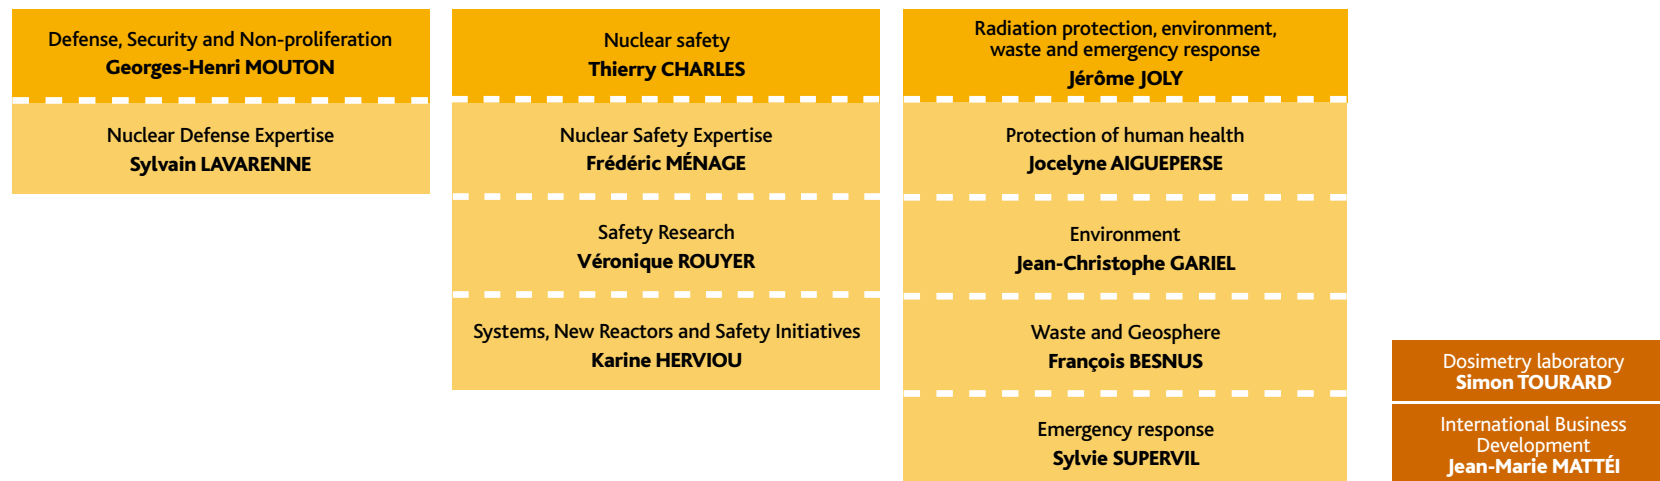 Defense, Security and Non-proliferation
Georges-Henri MOUTON
Nuclear Defense Expertise
Sylvain LAVARENNE
Nuclear safety
Thierry CHARLES
Nuclear Safety Expertise
Frédéric MÉNAGE
Safety Research
Véronique ROUYER
Systems, New Reactors and Safety Initiatives
Karine HERVIOU
Radiation protection, environment,
waste and emergency response
Jérôme JOLY
Protection of human health
Jocelyne AIGUEPERSE
Environment
Jean-Christophe GARIEL
Waste and Geosphere
François BESNUS
Emergency response
Sylvie SUPERVIL
Dosimetry laboratory
Simon TOURARD
International Business
Development
Jean-Marie MATTÉI